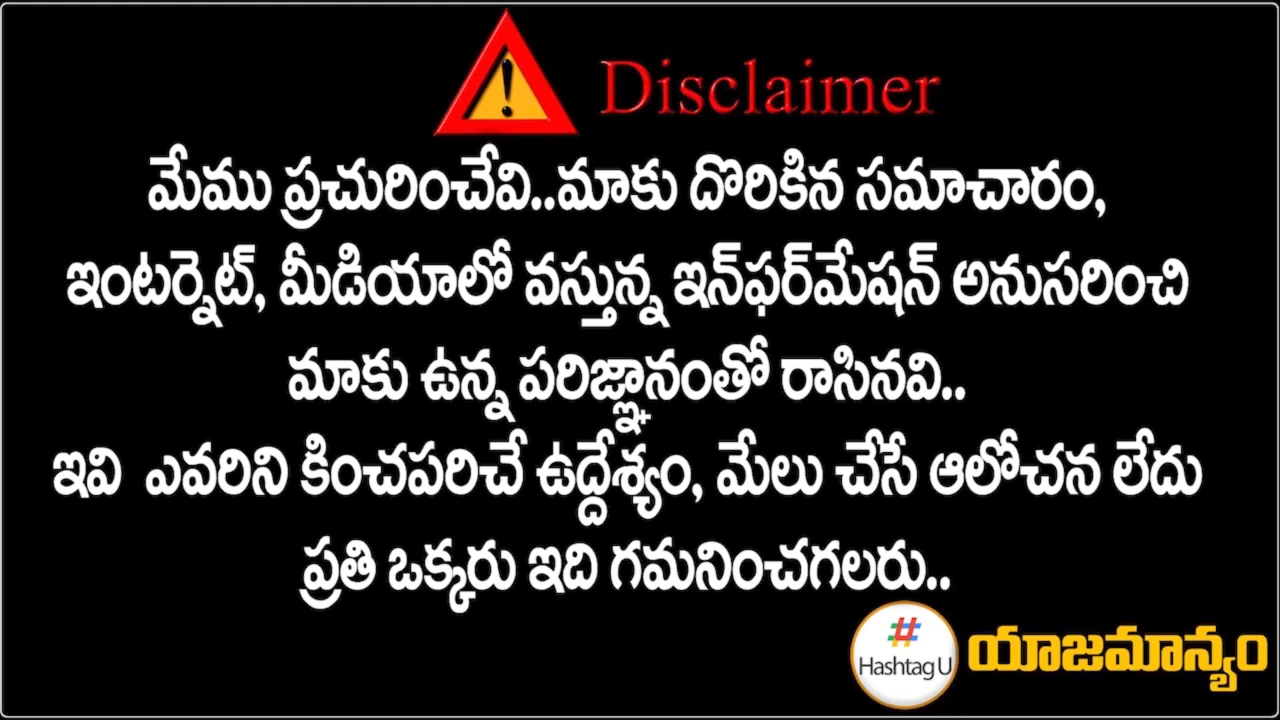 Disclaimer
మేము ప్రచురించేవి..మాకు దొరికిన సమాచారం,
ఇంటర్నెట్, మీడియాలో వస్తున్న ఇన్‌ఫర్‌మేషన్ అనుసరించి
మాకు ఉన్న పరిజ్ఞానంతో రాసినవి..
ఇవి ఎవరిని కించపరిచే ఉద్దేశ్యం, మేలు చేసే ఆలోచన లేదు
ప్రతి ఒక్కరు ఇది గమనించగలరు..
#
Hashtag U
యాజమాన్యం